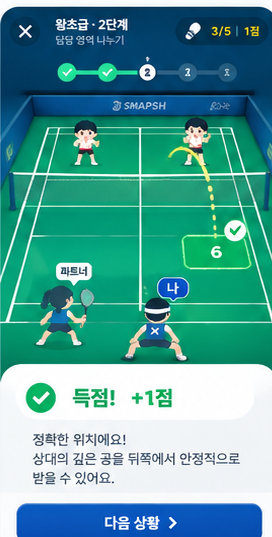 왕초급 · 2단계
담당 영역 나누기
3/5 | 1점
2
SMAPSH
6
파트너
나
득점! +1점
정확한 위치에요!
상대의 깊은 공을 뒤쪽에서 안정적으로
받을 수 있어요.
다음 상황